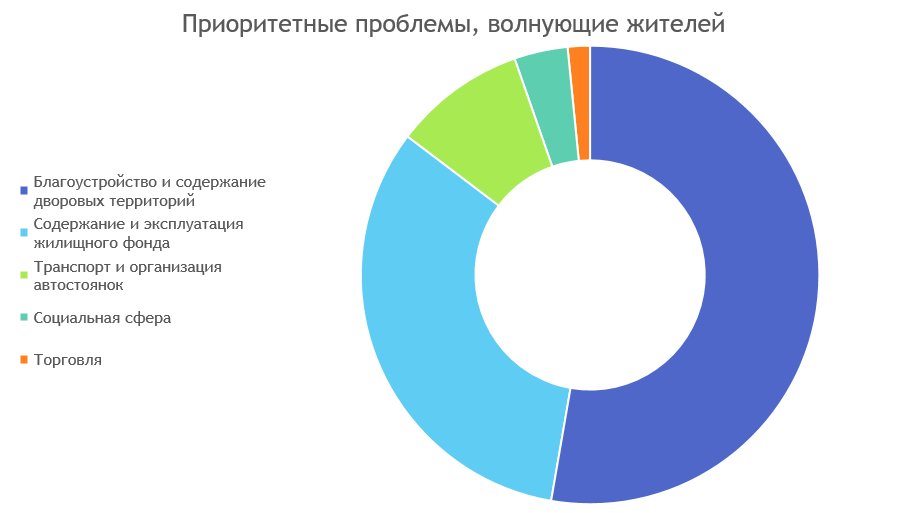 Приоритетные проблемы, волнующие жителей
Благоустройство и содержание
дворовых территорий
Содержание и эксплуатация
жилищного фонда
Транспорт и организация
автостоянок
Социальная сфера
Торговля